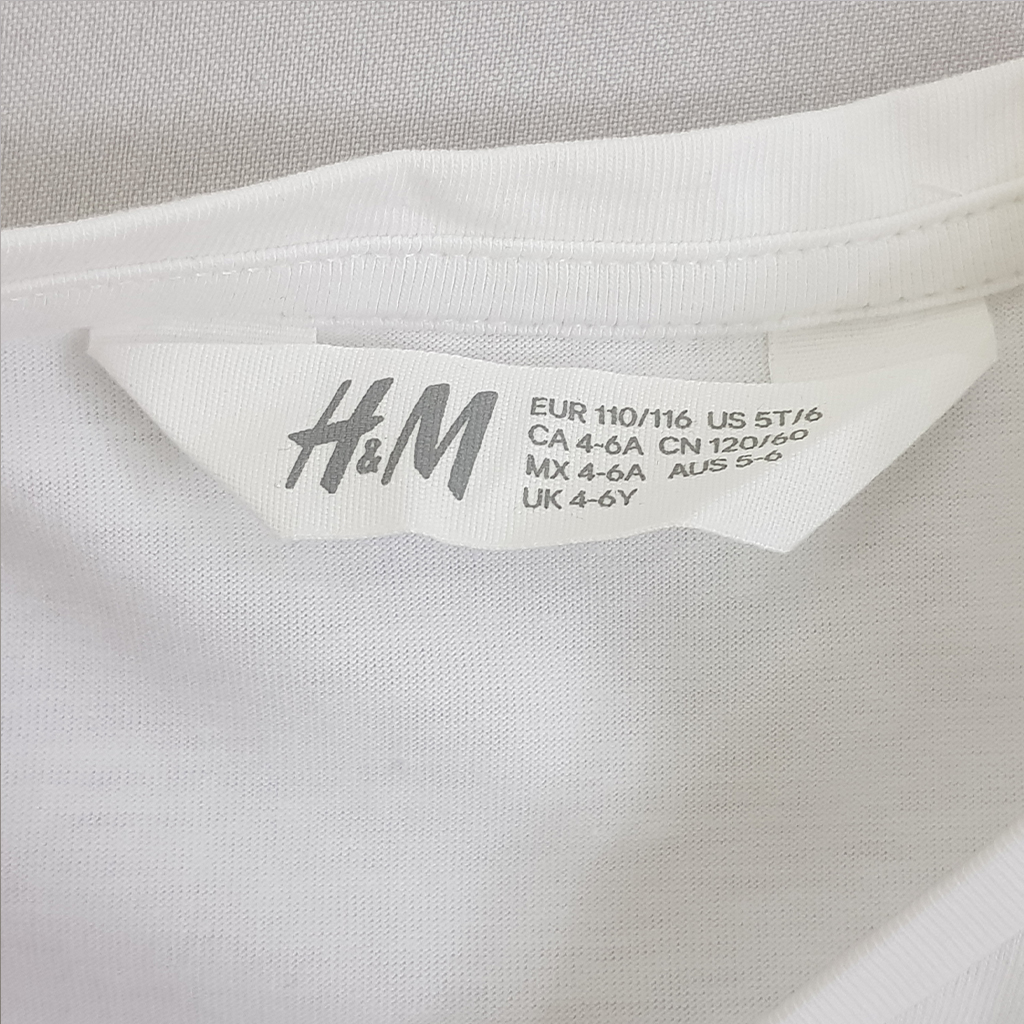 H&M
EUR 110/116 US 5T/6
CA 4-6A CN 120/60
MX 4-6A AUS 5-6
UK 4-6Y